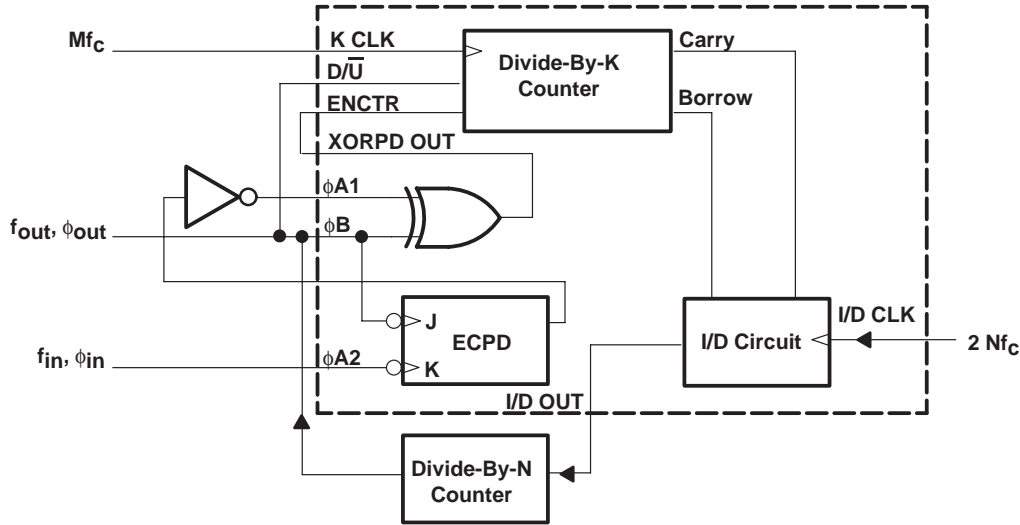 Mf_c
K CLK
D/U̅
ENCTR
XORPD OUT
Divide-By-K
Counter
Carry
Borrow
ϕA1
f_out, ϕ_out
ϕB
J
ECPD
K
f_in, ϕ_in
ϕA2
I/D Circuit
I/D CLK
2 Nf_c
I/D OUT
Divide-By-N
Counter